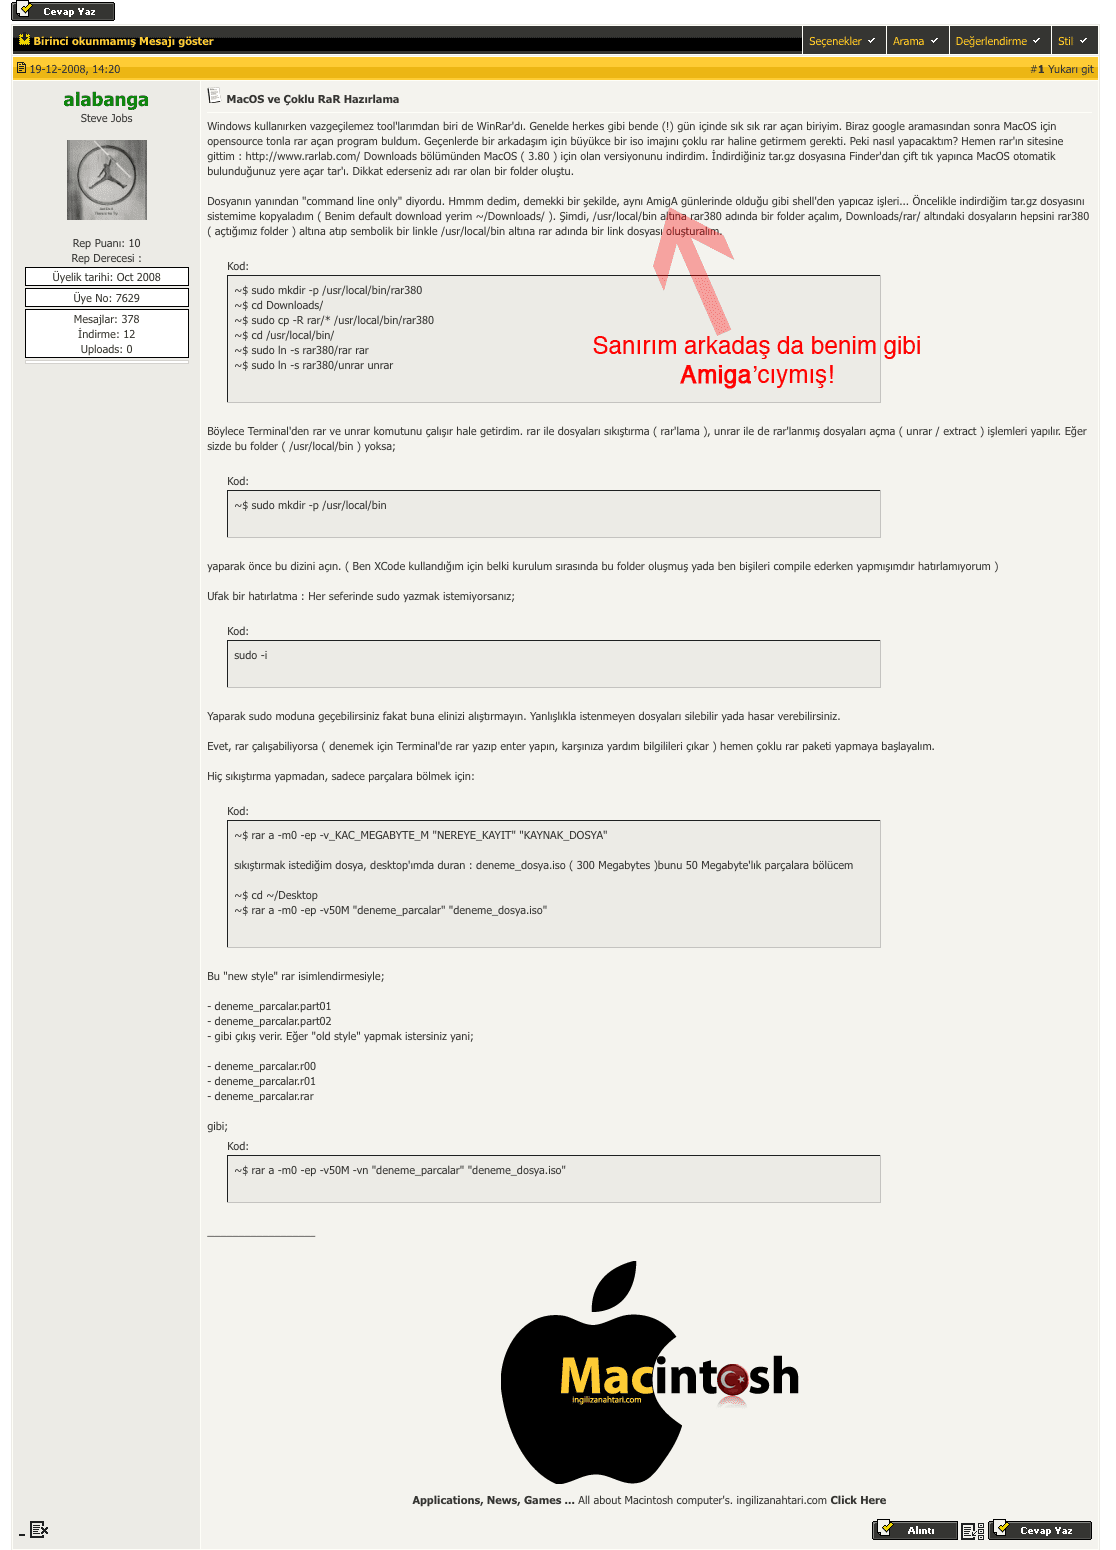 Cevap Yaz
Birinci okunmamış Mesajı göster
Seçenekler
Arama
Değerlendirme
Stil
19-12-2008, 14:20
#1 Yukarı git
alabanga
Steve Jobs
Rep Puanı: 10
Rep Derecesi :
Üyelik tarihi: Oct 2008
Üye No: 7629
Mesajlar: 378
İndirme: 12
Uploads: 0
MacOS ve Çoklu RaR Hazırlama
Windows kullanırken vazgeçilemez tool'larımdan biri de WinRar'dı. Genelde herkes gibi bende (!) gün içinde sık sık rar açan biriyim. Biraz google aramasından sonra MacOS için
opensource tonla rar açan program buldum. Geçenlerde bir arkadaşım için büyükce bir iso imajını çoklu rar haline getirmem gerekti. Peki nasıl yapacaktım? Hemen rar'ın sitesine
gittim : http://www.rarlab.com/ Downloads bölümünden MacOS ( 3.80 ) için olan versiyonunu indirdim. İndirdiğiniz tar.gz dosyasına Finder'dan çift tık yapınca MacOS otomatik
bulunduğunuz yere açar tar'ı. Dikkat ederseniz adı rar olan bir folder oluştu.
Dosyanın yanından "command line only" diyordu. Hmmm dedim, demekki bir şekilde, aynı AmigA günlerinde olduğu gibi shell'den yapıcaz işleri... Öncelikle indirdiğim tar.gz dosyasını
sistemime kopyaladım ( Benim default download yerim ~/Downloads/ ). Şimdi, /usr/local/bin altına rar380 adında bir folder açalım, Downloads/rar/ altındaki dosyaların hepsini rar380
( açtığımız folder ) altına atıp sembolik bir linkle /usr/local/bin altına rar adında bir link dosyası oluşturalım.
Kod:
~$ sudo mkdir -p /usr/local/bin/rar380
~$ cd Downloads/
~$ sudo cp -R rar/* /usr/local/bin/rar380
~$ cd /usr/local/bin/
~$ sudo ln -s rar380/rar rar
~$ sudo ln -s rar380/unrar unrar
Sanırım arkadaş da benim gibi
Amiga'cıymış!
Böylece Terminal'den rar ve unrar komutunu çalışır hale getirdim. rar ile dosyaları sıkıştırma ( rar'lama ), unrar ile de rar'lanmış dosyaları açma ( unrar / extract ) işlemleri yapılır. Eğer
sizde bu folder ( /usr/local/bin ) yoksa;
Kod:
~$ sudo mkdir -p /usr/local/bin
yaparak önce bu dizini açın. ( Ben XCode kullandığım için belki kurulum sırasında bu folder oluşmuş yada ben bişileri compile ederken yapmışımdır hatırlamıyorum )
Ufak bir hatırlatma : Her seferinde sudo yazmak istemiyorsanız;
Kod:
sudo -i
Yaparak sudo moduna geçebilirsiniz fakat buna elinizi alıştırmayın. Yanlışlıkla istenmeyen dosyaları silebilir yada hasar verebilirsiniz.
Evet, rar çalışabiliyorsa ( denemek için Terminal'de rar yazıp enter yapın, karşınıza yardım bilgilileri çıkar ) hemen çoklu rar paketi yapmaya başlayalım.
Hiç sıkıştırma yapmadan, sadece parçalara bölmek için:
Kod:
~$ rar a -m0 -ep -v_KAC_MEGABYTE_M "NEREYE_KAYIT" "KAYNAK_DOSYA"
sıkıştırmak istediğim dosya, desktop'ımda duran : deneme_dosya.iso ( 300 Megabytes )bunu 50 Megabyte'lık parçalara bölücem
~$ cd ~/Desktop
~$ rar a -m0 -ep -v50M "deneme_parcalar" "deneme_dosya.iso"
Bu "new style" rar isimlendirmesiyle;
- deneme_parcalar.part01
- deneme_parcalar.part02
- gibi çıkış verir. Eğer "old style" yapmak istersiniz yani;
- deneme_parcalar.r00
- deneme_parcalar.r01
- deneme_parcalar.rar
gibi;
Kod:
~$ rar a -m0 -ep -v50M -vn "deneme_parcalar" "deneme_dosya.iso"
Macintosh
ingilizanahtari.com
Applications, News, Games ... All about Macintosh computer's. ingilizanahtari.com Click Here
Alıntı
Cevap Yaz